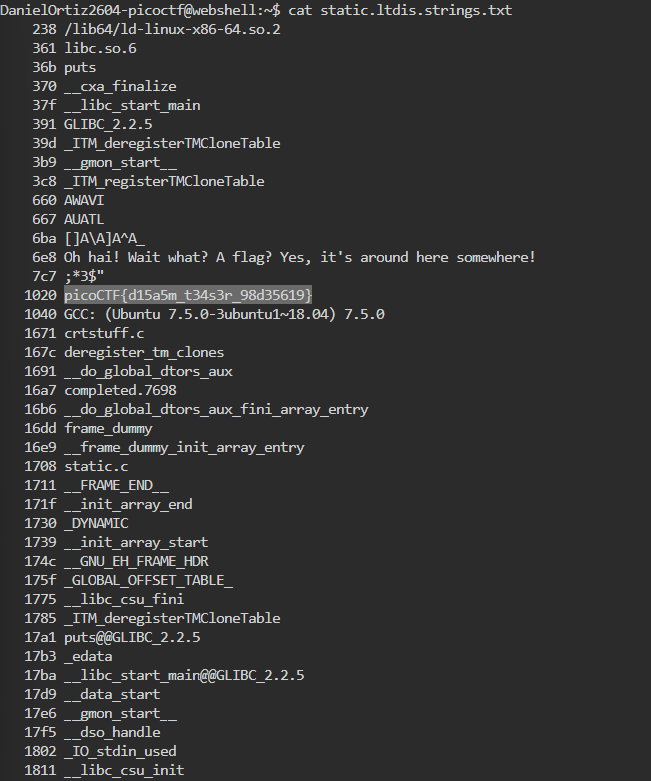 DanielOrtiz2604-picoctf@webshell:~$ cat static.ltdis.strings.txt
238 /lib64/ld-linux-x86-64.so.2
361 libc.so.6
36b puts
370 __cxa_finalize
37f __libc_start_main
391 GLIBC_2.2.5
39d _ITM_deregisterTMCloneTable
3b9 __gmon_start__
3c8 _ITM_registerTMCloneTable
660 AWAVI
667 AUATL
6ba []A\A]A^A_
6e8 Oh hai! Wait what? A flag? Yes, it's around here somewhere!
7c7 ;*3$"
1020 picoCTF{d15a5m_t34s3r_98d35619}
1040 GCC: (Ubuntu 7.5.0-3ubuntu1~18.04) 7.5.0
1671 crtstuff.c
167c deregister_tm_clones
1691 __do_global_dtors_aux
16a7 completed.7698
16b6 __do_global_dtors_aux_fini_array_entry
16dd frame_dummy
16e9 __frame_dummy_init_array_entry
1708 static.c
1711 __FRAME_END__
171f __init_array_end
1730 _DYNAMIC
1739 __init_array_start
174c __GNU_EH_FRAME_HDR
175f _GLOBAL_OFFSET_TABLE_
1775 __libc_csu_fini
1785 _ITM_deregisterTMCloneTable
17a1 puts@@GLIBC_2.2.5
17b3 _edata
17ba __libc_start_main@@GLIBC_2.2.5
17d9 __data_start
17e6 __gmon_start__
17f5 __dso_handle
1802 _IO_stdin_used
1811 __libc_csu_init